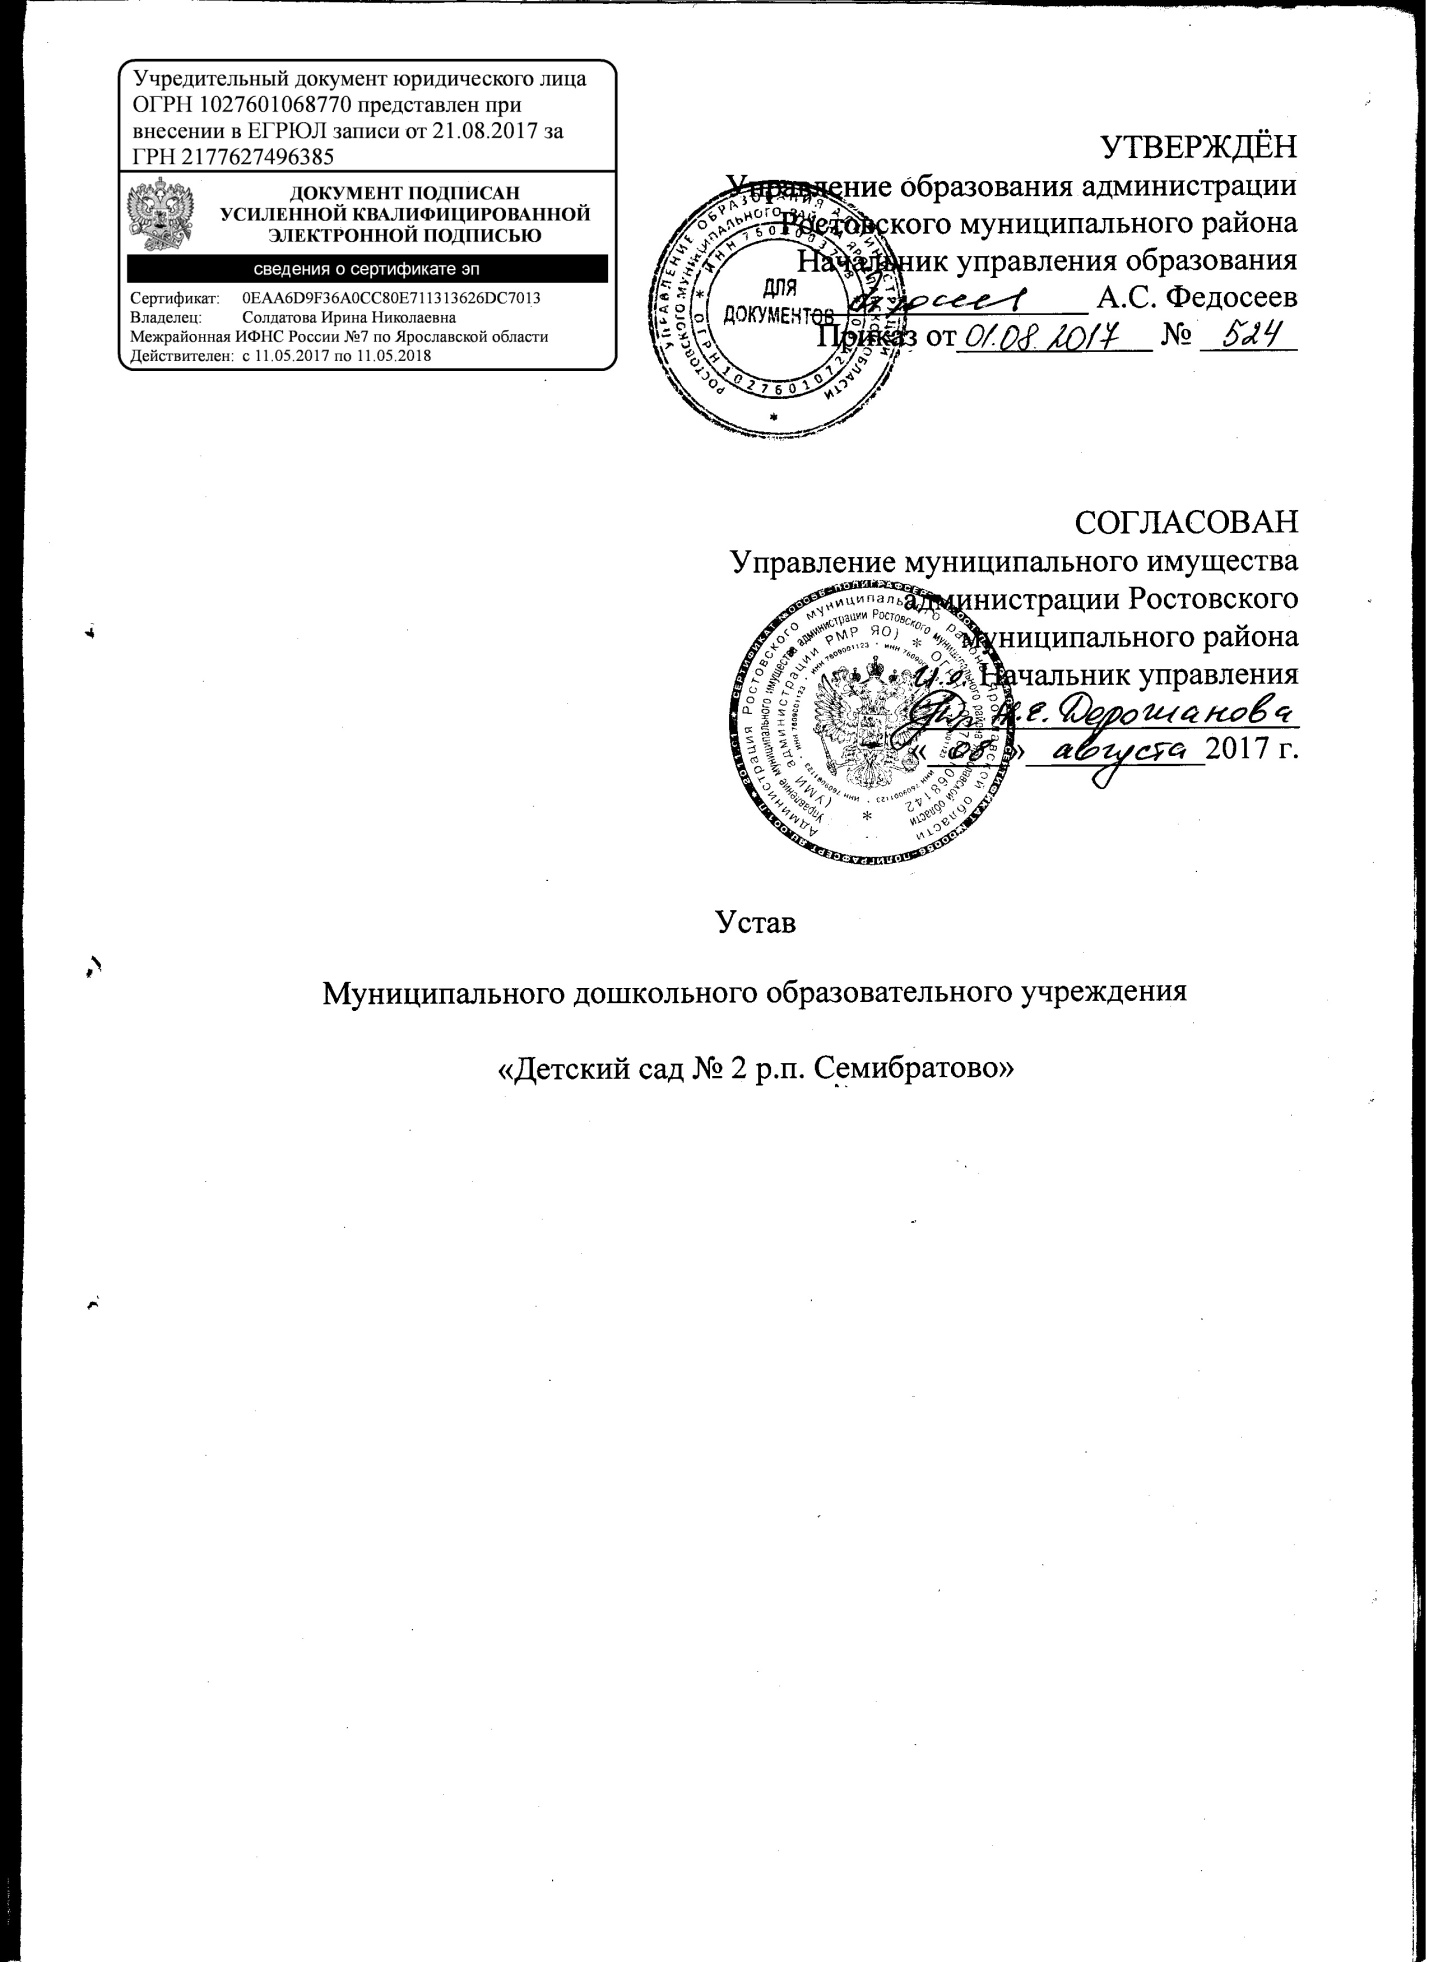 Учредительный документ юридического лица
ОГРН 1027601068770 представлен при
внесении в ЕГРЮЛ записи от 21.08.2017 за
ГРН 2177627496385
ДОКУМЕНТ ПОДПИСАН
УСИЛЕННОЙ КВАЛИФИЦИРОВАННОЙ
ЭЛЕКТРОННОЙ ПОДПИСЬЮ
сведения о сертификате эп
Сертификат: 0EAA6D9F36A0CC80E711313626DC7013
Владелец: Солдатова Ирина Николаевна
Межрайонная ИФНС России №7 по Ярославской области
Действителен: с 11.05.2017 по 11.05.2018
УТВЕРЖДЁН
Управление образования администрации
Ростовского муниципального района
Начальник управления образования
А.С. Федосеев
Приказ от 01.08.2017 № 524
ДЛЯ
ДОКУМЕНТОВ
СОГЛАСОВАН
Управление муниципального имущества
администрации Ростовского
муниципального района
И.о. Начальник управления
«08» августа 2017 г.
Устав
Муниципального дошкольного образовательного учреждения
«Детский сад № 2 р.п. Семибратово»